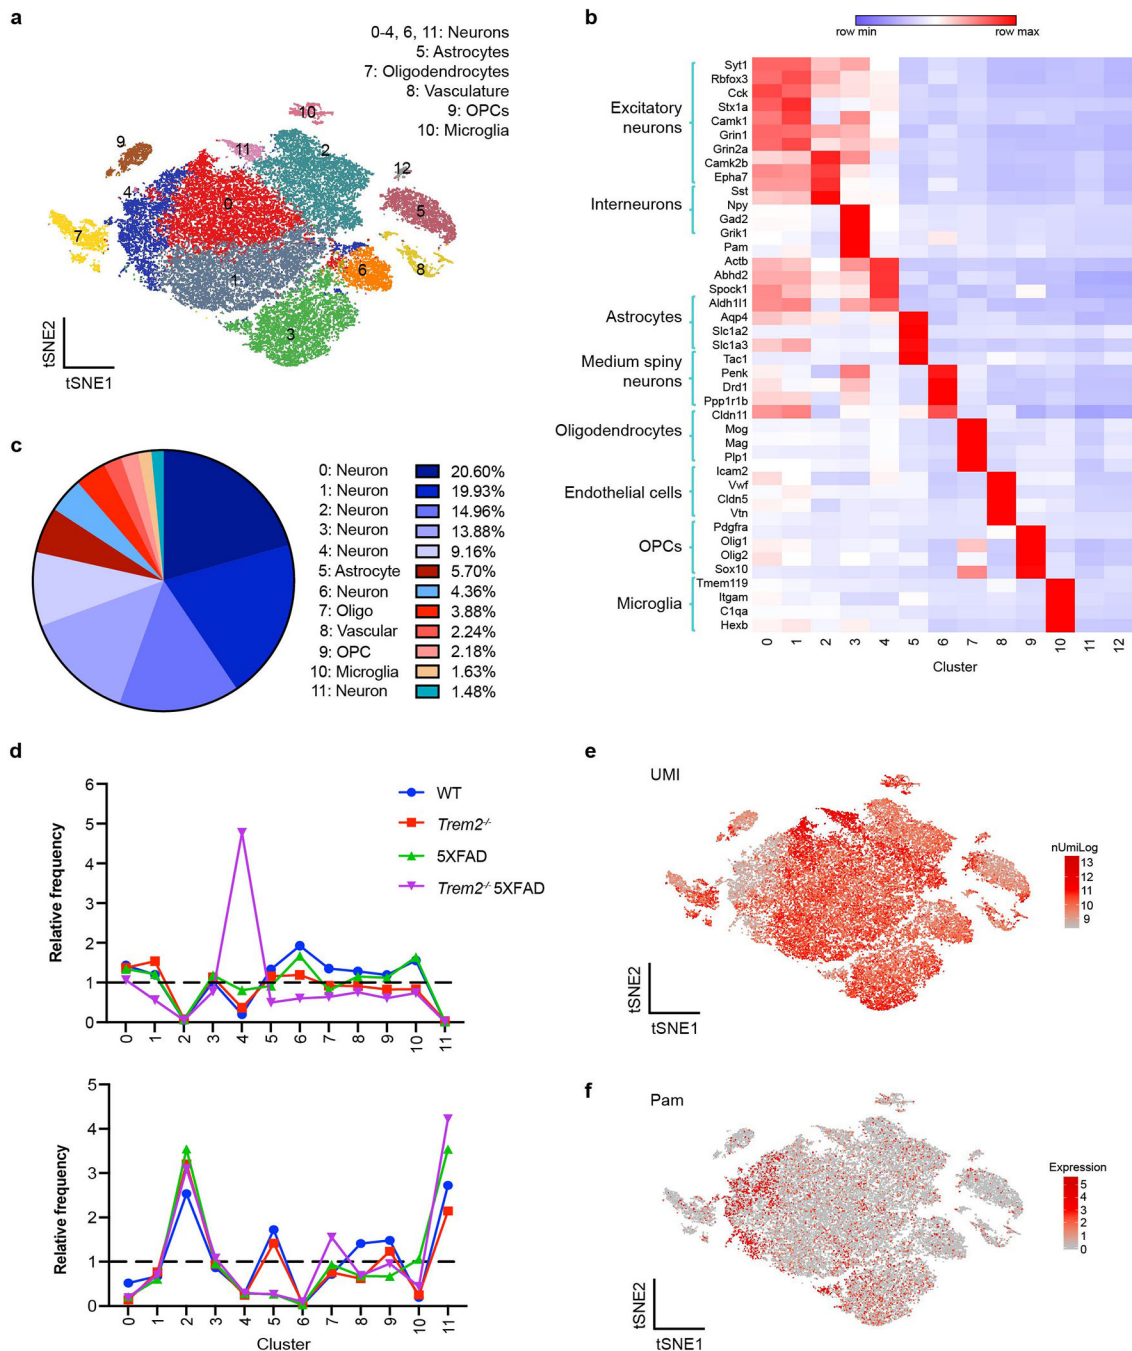 a
0-4, 6, 11: Neurons
5: Astrocytes
7: Oligodendrocytes
8: Vasculature
9: OPCs
10: Microglia
10
9
11
2
12
4
0
5
7
6
8
1
3
tSNE2
tSNE1
b
row min
row max
Excitatory
neurons
Interneurons
Astrocytes
Medium spiny
neurons
Oligodendrocytes
Endothelial cells
OPCs
Microglia
Syt1
Rbfox3
Cck
Stx1a
Camk1
Grin1
Grin2a
Camk2b
Epha7
Sst
Npy
Gad2
Grik1
Pam
Actb
Abhd2
Spock1
Aldh1l1
Aqp4
Slc1a2
Slc1a3
Tac1
Penk
Drd1
Ppp1r1b
Cldn11
Mog
Mag
Plp1
Icam2
Vwf
Cldn5
Vtn
Pdgfra
Olig1
Olig2
Sox10
Tmem119
Itgam
C1qa
Hexb
0 1 2 3 4 5 6 7 8 9 10 11 12
Cluster
c
0: Neuron 20.60%
1: Neuron 19.93%
2: Neuron 14.96%
3: Neuron 13.88%
4: Neuron 9.16%
5: Astrocyte 5.70%
6: Neuron 4.36%
7: Oligo 3.88%
8: Vascular 2.24%
9: OPC 2.18%
10: Microglia 1.63%
11: Neuron 1.48%
d
Relative frequency
6
5
4
3
2
1
0
0 1 2 3 4 5 6 7 8 9 10 11
WT
Trem2-/-
5XFAD
Trem2-/- 5XFAD
Relative frequency
5
4
3
2
1
0
0 1 2 3 4 5 6 7 8 9 10 11
Cluster
e
UMI
nUmiLog
13
12
11
10
9
tSNE2
tSNE1
f
Pam
Expression
5
4
3
2
1
0
tSNE2
tSNE1